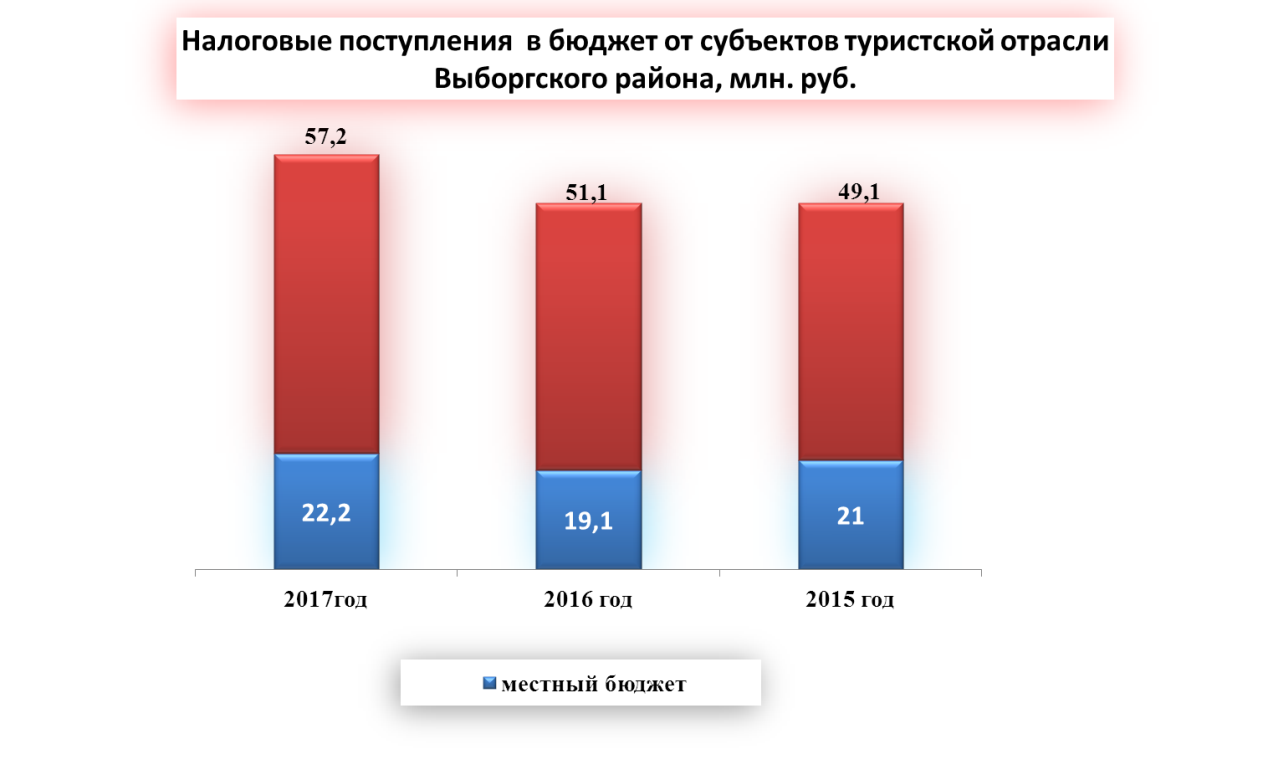 Налоговые поступления  в бюджет от субъектов туристской отрасли
Выборгского района, млн. руб.
57,2
51,1
49,1
22,2
19,1
21
2017год
2016 год
2015 год
местный бюджет